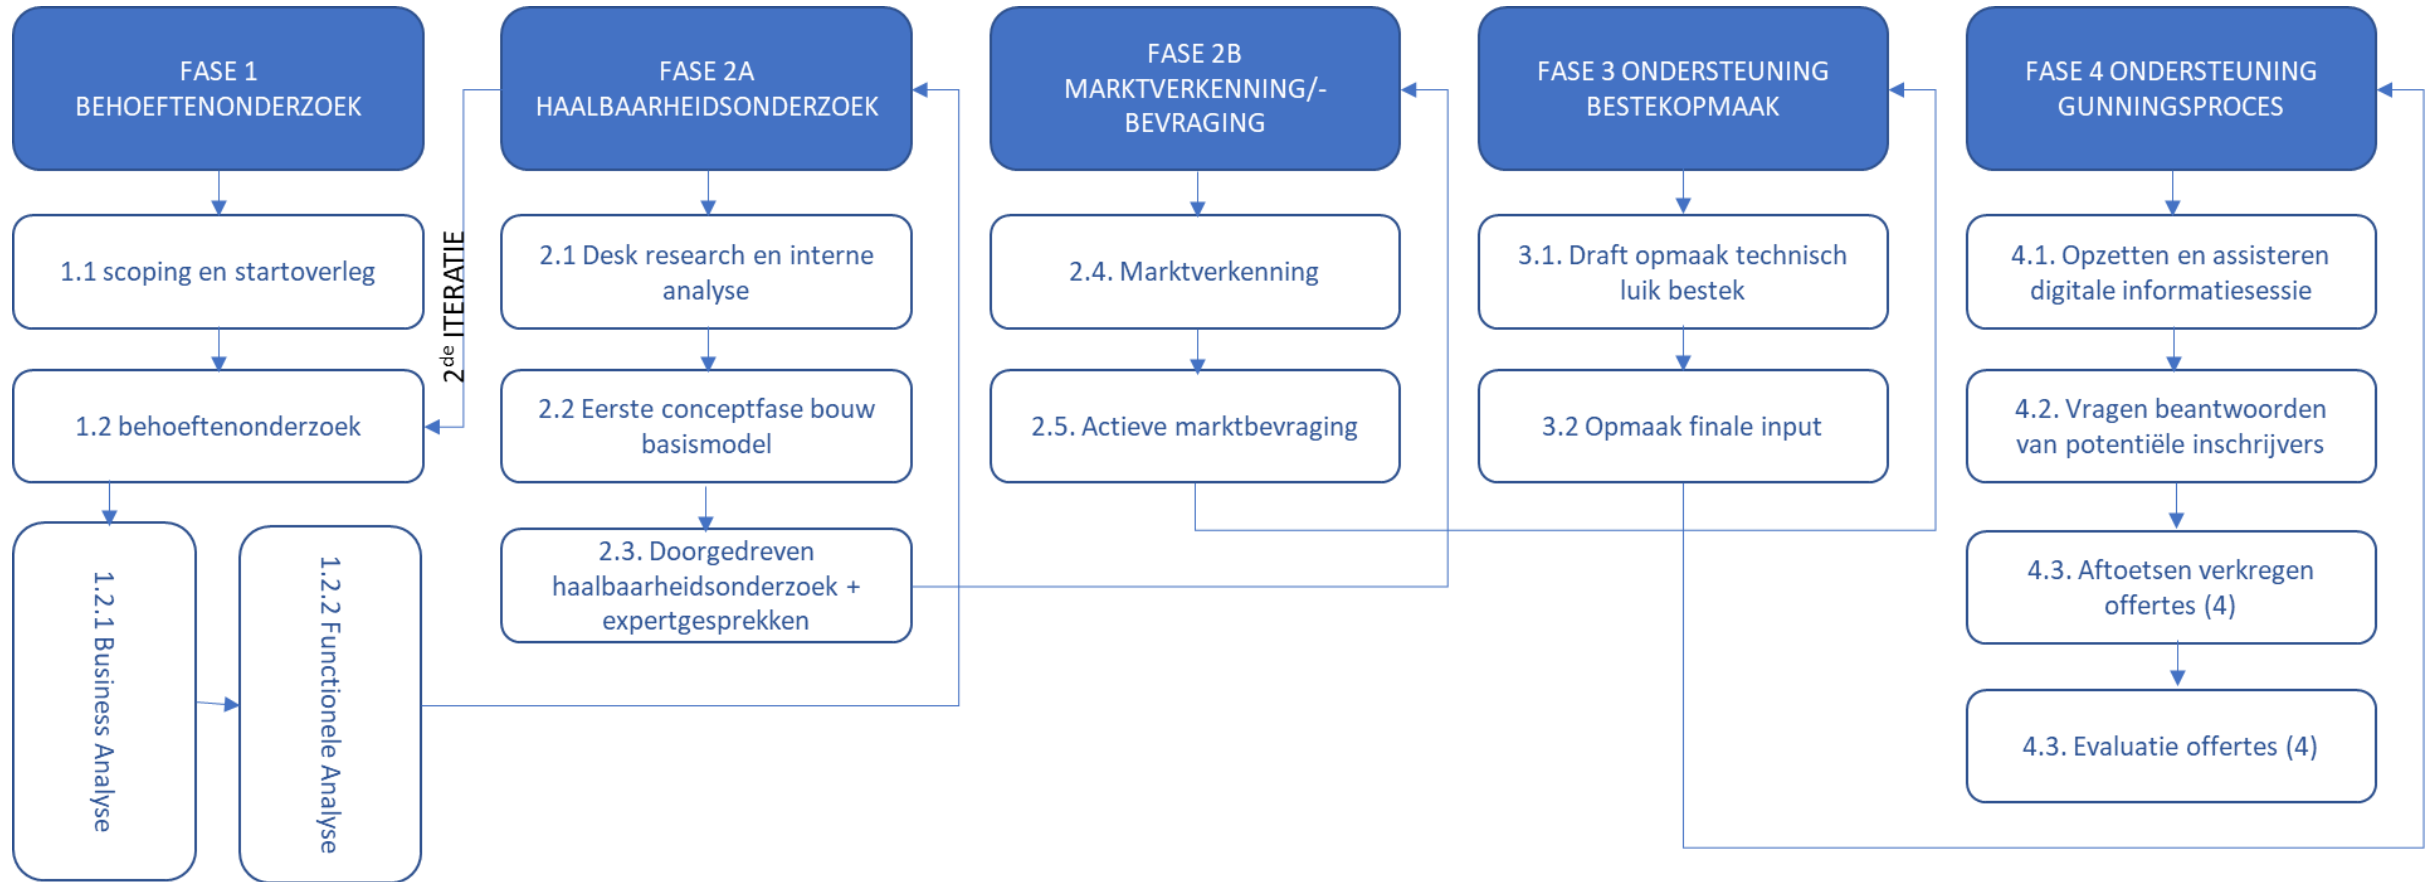 FASE 1
BEHOEFTENONDERZOEK
1.1 scoping en startoverleg
1.2 behoeftenonderzoek
1.2.1 Business Analyse
1.2.2 Functionele Analyse
2de ITERATIE
FASE 2A
HAALBAARHEIDSONDERZOEK
2.1 Desk research en interne
analyse
2.2 Eerste conceptfase bouw
basismodel
2.3. Doorgedreven
haalbaarheidsonderzoek +
expertgesprekken
FASE 2B
MARKTVERKENNING/-
BEVRAGING
2.4. Marktverkenning
2.5. Actieve marktbevraging
FASE 3 ONDERSTEUNING
BESTEKOPMAAK
3.1. Draft opmaak technisch
luik bestek
3.2 Opmaak finale input
FASE 4 ONDERSTEUNING
GUNNINGSPROCES
4.1. Opzetten en assisteren
digitale informatiesessie
4.2. Vragen beantwoorden
van potentiële inschrijvers
4.3. Aftoetsen verkregen
offertes (4)
4.3. Evaluatie offertes (4)